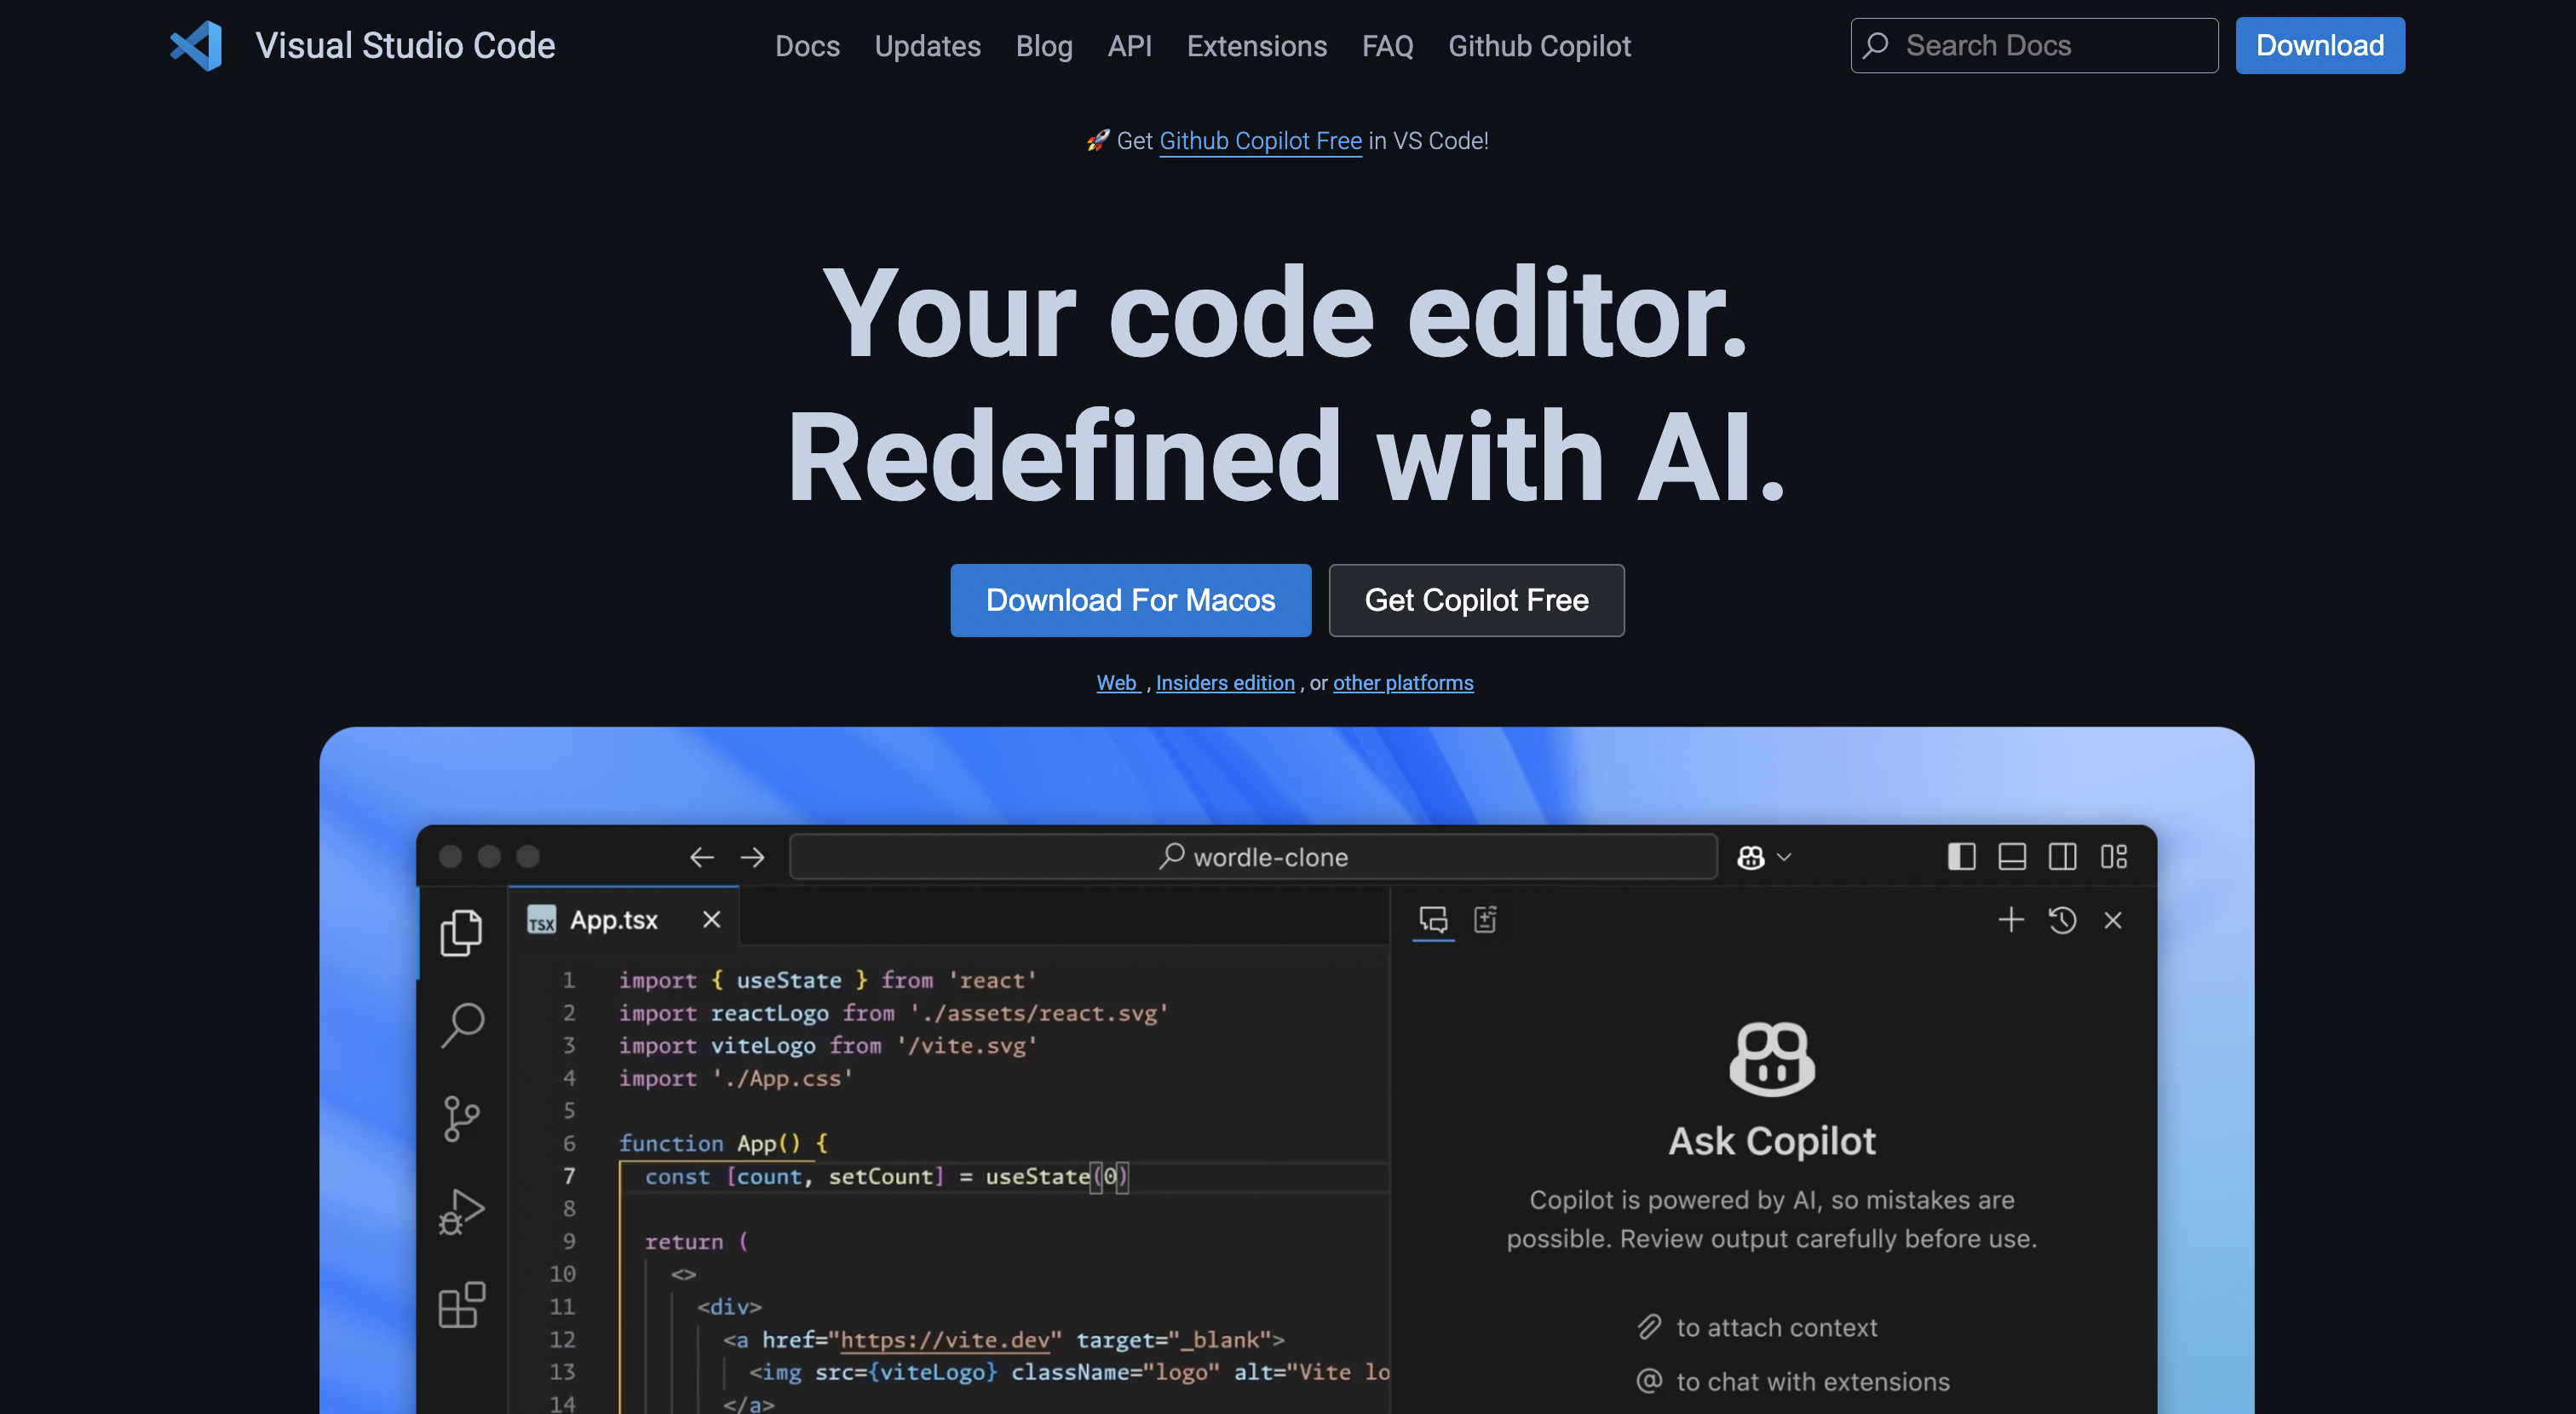 Visual Studio Code
Docs Updates Blog API Extensions FAQ Github Copilot
Search Docs
Download
🚀 Get Github Copilot Free in VS Code!
Your code editor.
Redefined with AI.
Download For Macos
Get Copilot Free
Web , Insiders edition , or other platforms
wordle-clone
TSX App.tsx
1 import { useState } from 'react'
2 import reactLogo from './assets/react.svg'
3 import viteLogo from '/vite.svg'
4 import './App.css'
5
6 function App() {
7 const [count, setCount] = useState(0)
8
9 return (
10 <>
11 <div>
12 <a href="https://vite.dev" target="_blank">
13 <img src={viteLogo} className="logo" alt="Vite lo
14 </a>
Ask Copilot
Copilot is powered by AI, so mistakes are
possible. Review output carefully before use.
to attach context
@ to chat with extensions